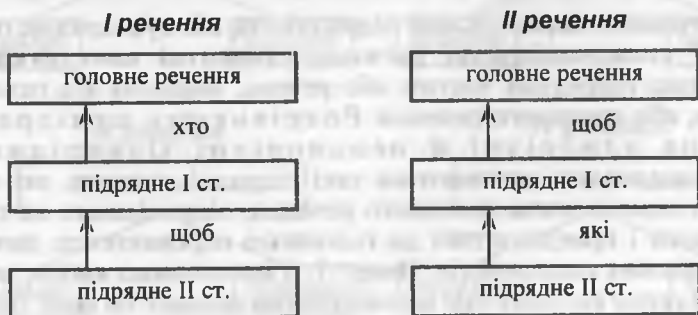 I речення
II речення
головне речення
головне речення
хто
щоб
підрядне I ст.
підрядне I ст.
щоб
які
підрядне II ст.
підрядне II ст.